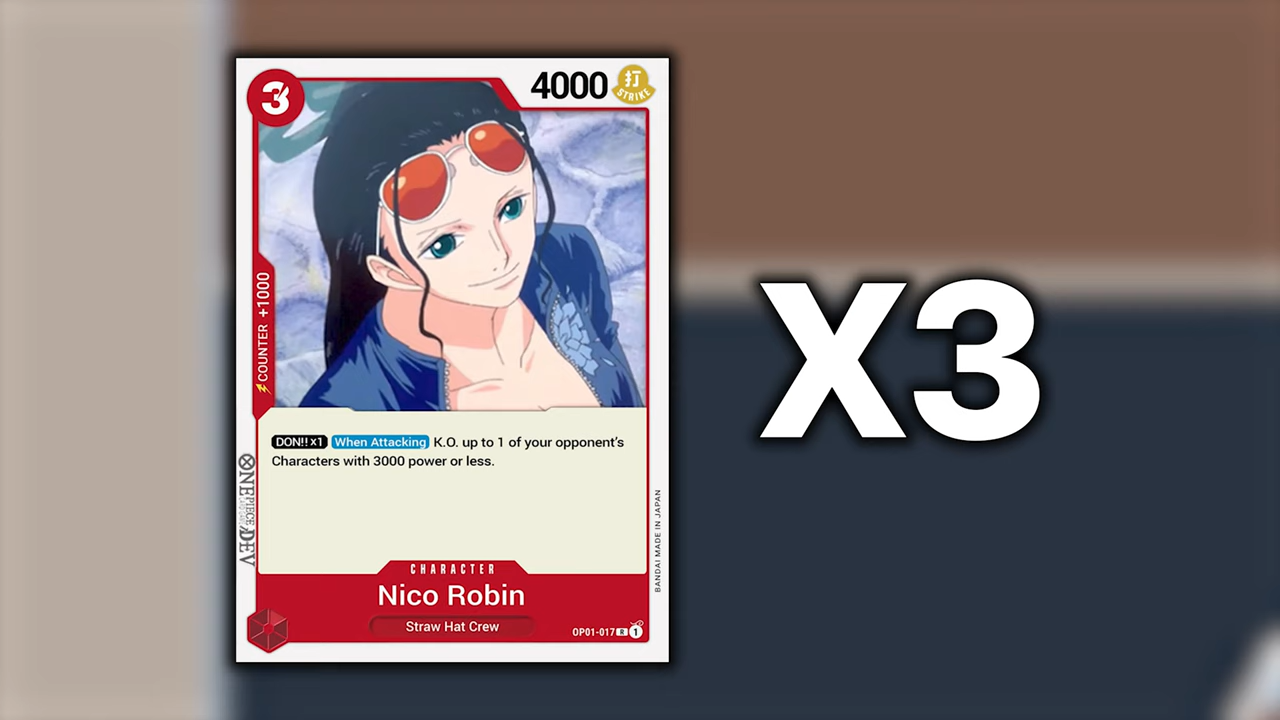 3
4000
打
STRIKE
COUNTER +1000
DON!! x1 When Attacking K.O. up to 1 of your opponent's
Characters with 3000 power or less.
ONE PIECE DEV
BANDAI MADE IN JAPAN
CHARACTER
Nico Robin
Straw Hat Crew
OP01-017 R 1
X3